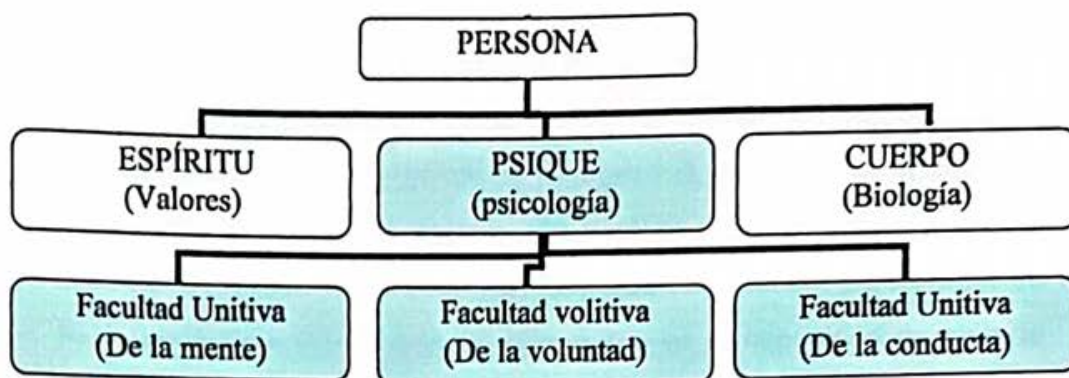 PERSONA
ESPÍRITU
(Valores)
PSIQUE
(psicología)
CUERPO
(Biología)
Facultad Unitiva
(De la mente)
Facultad volitiva
(De la voluntad)
Facultad Unitiva
(De la conducta)